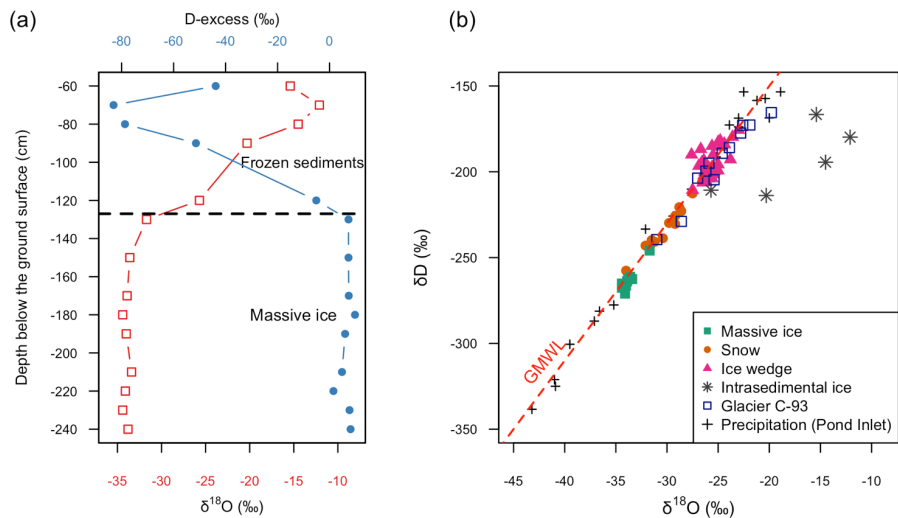 (a)
D-excess (‰)
-80 -60 -40 -20 0
Depth below the ground surface (cm)
-60
-80
-100
-120
-140
-160
-180
-200
-220
-240
Frozen sediments
Massive ice
-35 -30 -25 -20 -15 -10
δ¹⁸O (‰)
(b)
δD (‰)
-150
-200
-250
-300
-350
GMWL
Massive ice
Snow
Ice wedge
Intrasedimental ice
Glacier C-93
Precipitation (Pond Inlet)
-45 -40 -35 -30 -25 -20 -15 -10
δ¹⁸O (‰)